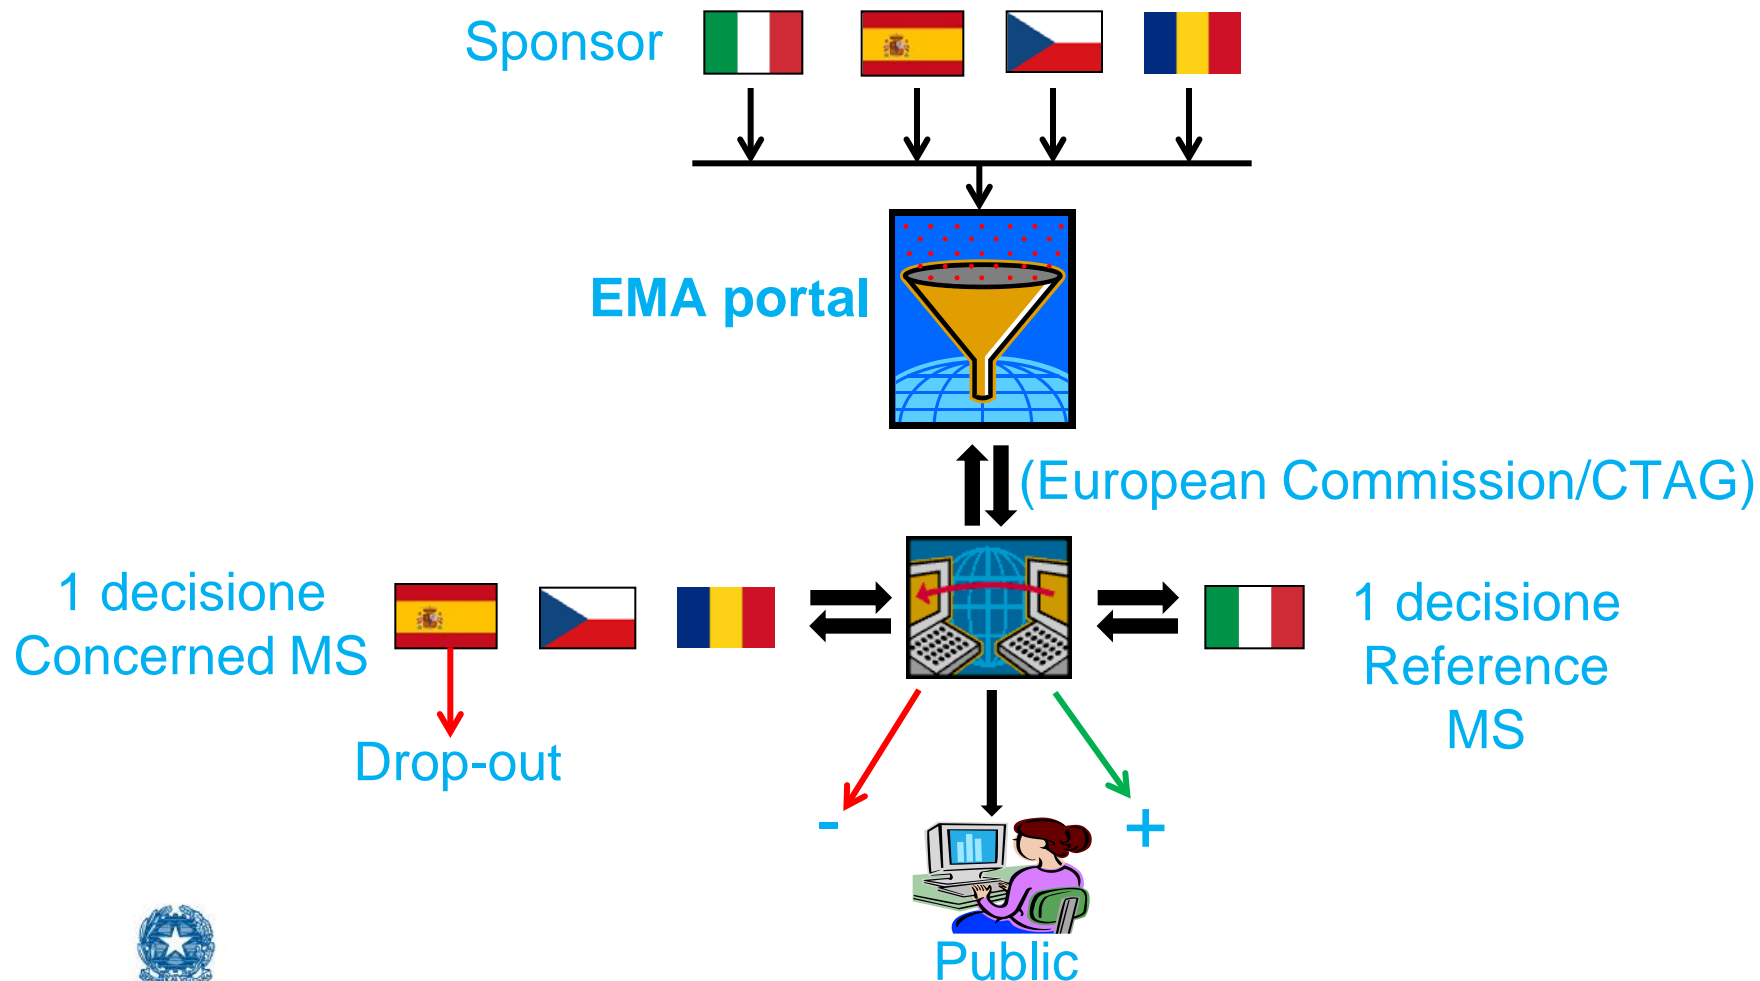 Sponsor
EMA portal
(European Commission/CTAG)
1 decisione
Concerned MS
1 decisione
Reference
MS
Drop-out
-
+
Public